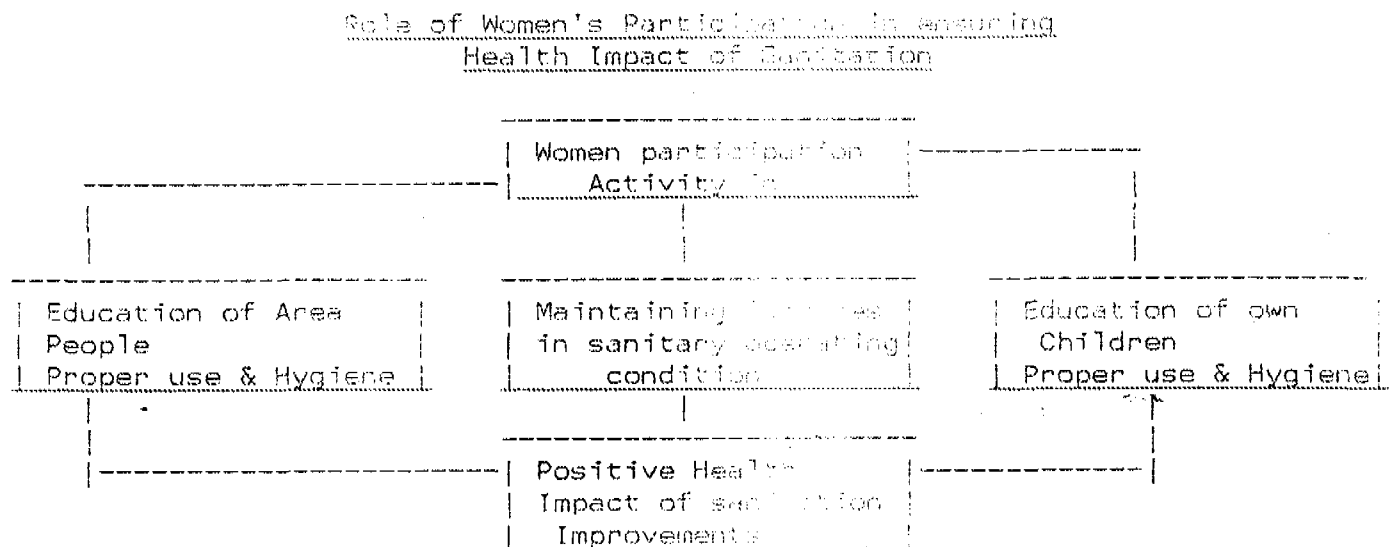 Role of Women's Participation in ensuring
Health Impact of Sanitation
Women participation
Activity in
Education of Area
People
Proper use & Hygiene
Maintaining
in sanitary operating
condition
Education of own
Children
Proper use & Hygiene
Positive Health
Impact of sanitation
Improvements